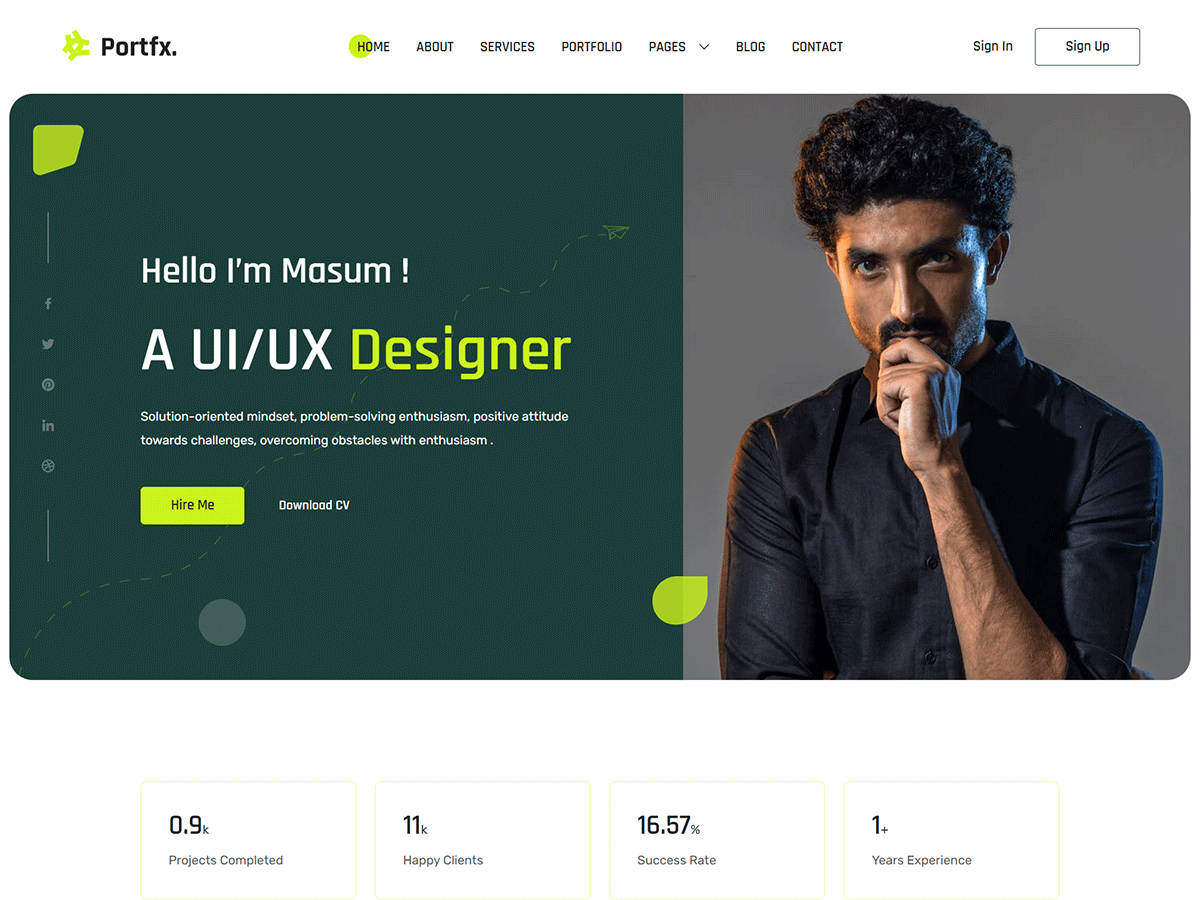 Portfx.
HOME ABOUT SERVICES PORTFOLIO PAGES BLOG CONTACT
Sign In Sign Up
Hello I'm Masum !
A UI/UX Designer
Solution-oriented mindset, problem-solving enthusiasm, positive attitude
towards challenges, overcoming obstacles with enthusiasm .
Hire Me Download CV
0.9k
Projects Completed
11k
Happy Clients
16.57%
Success Rate
1+
Years Experience